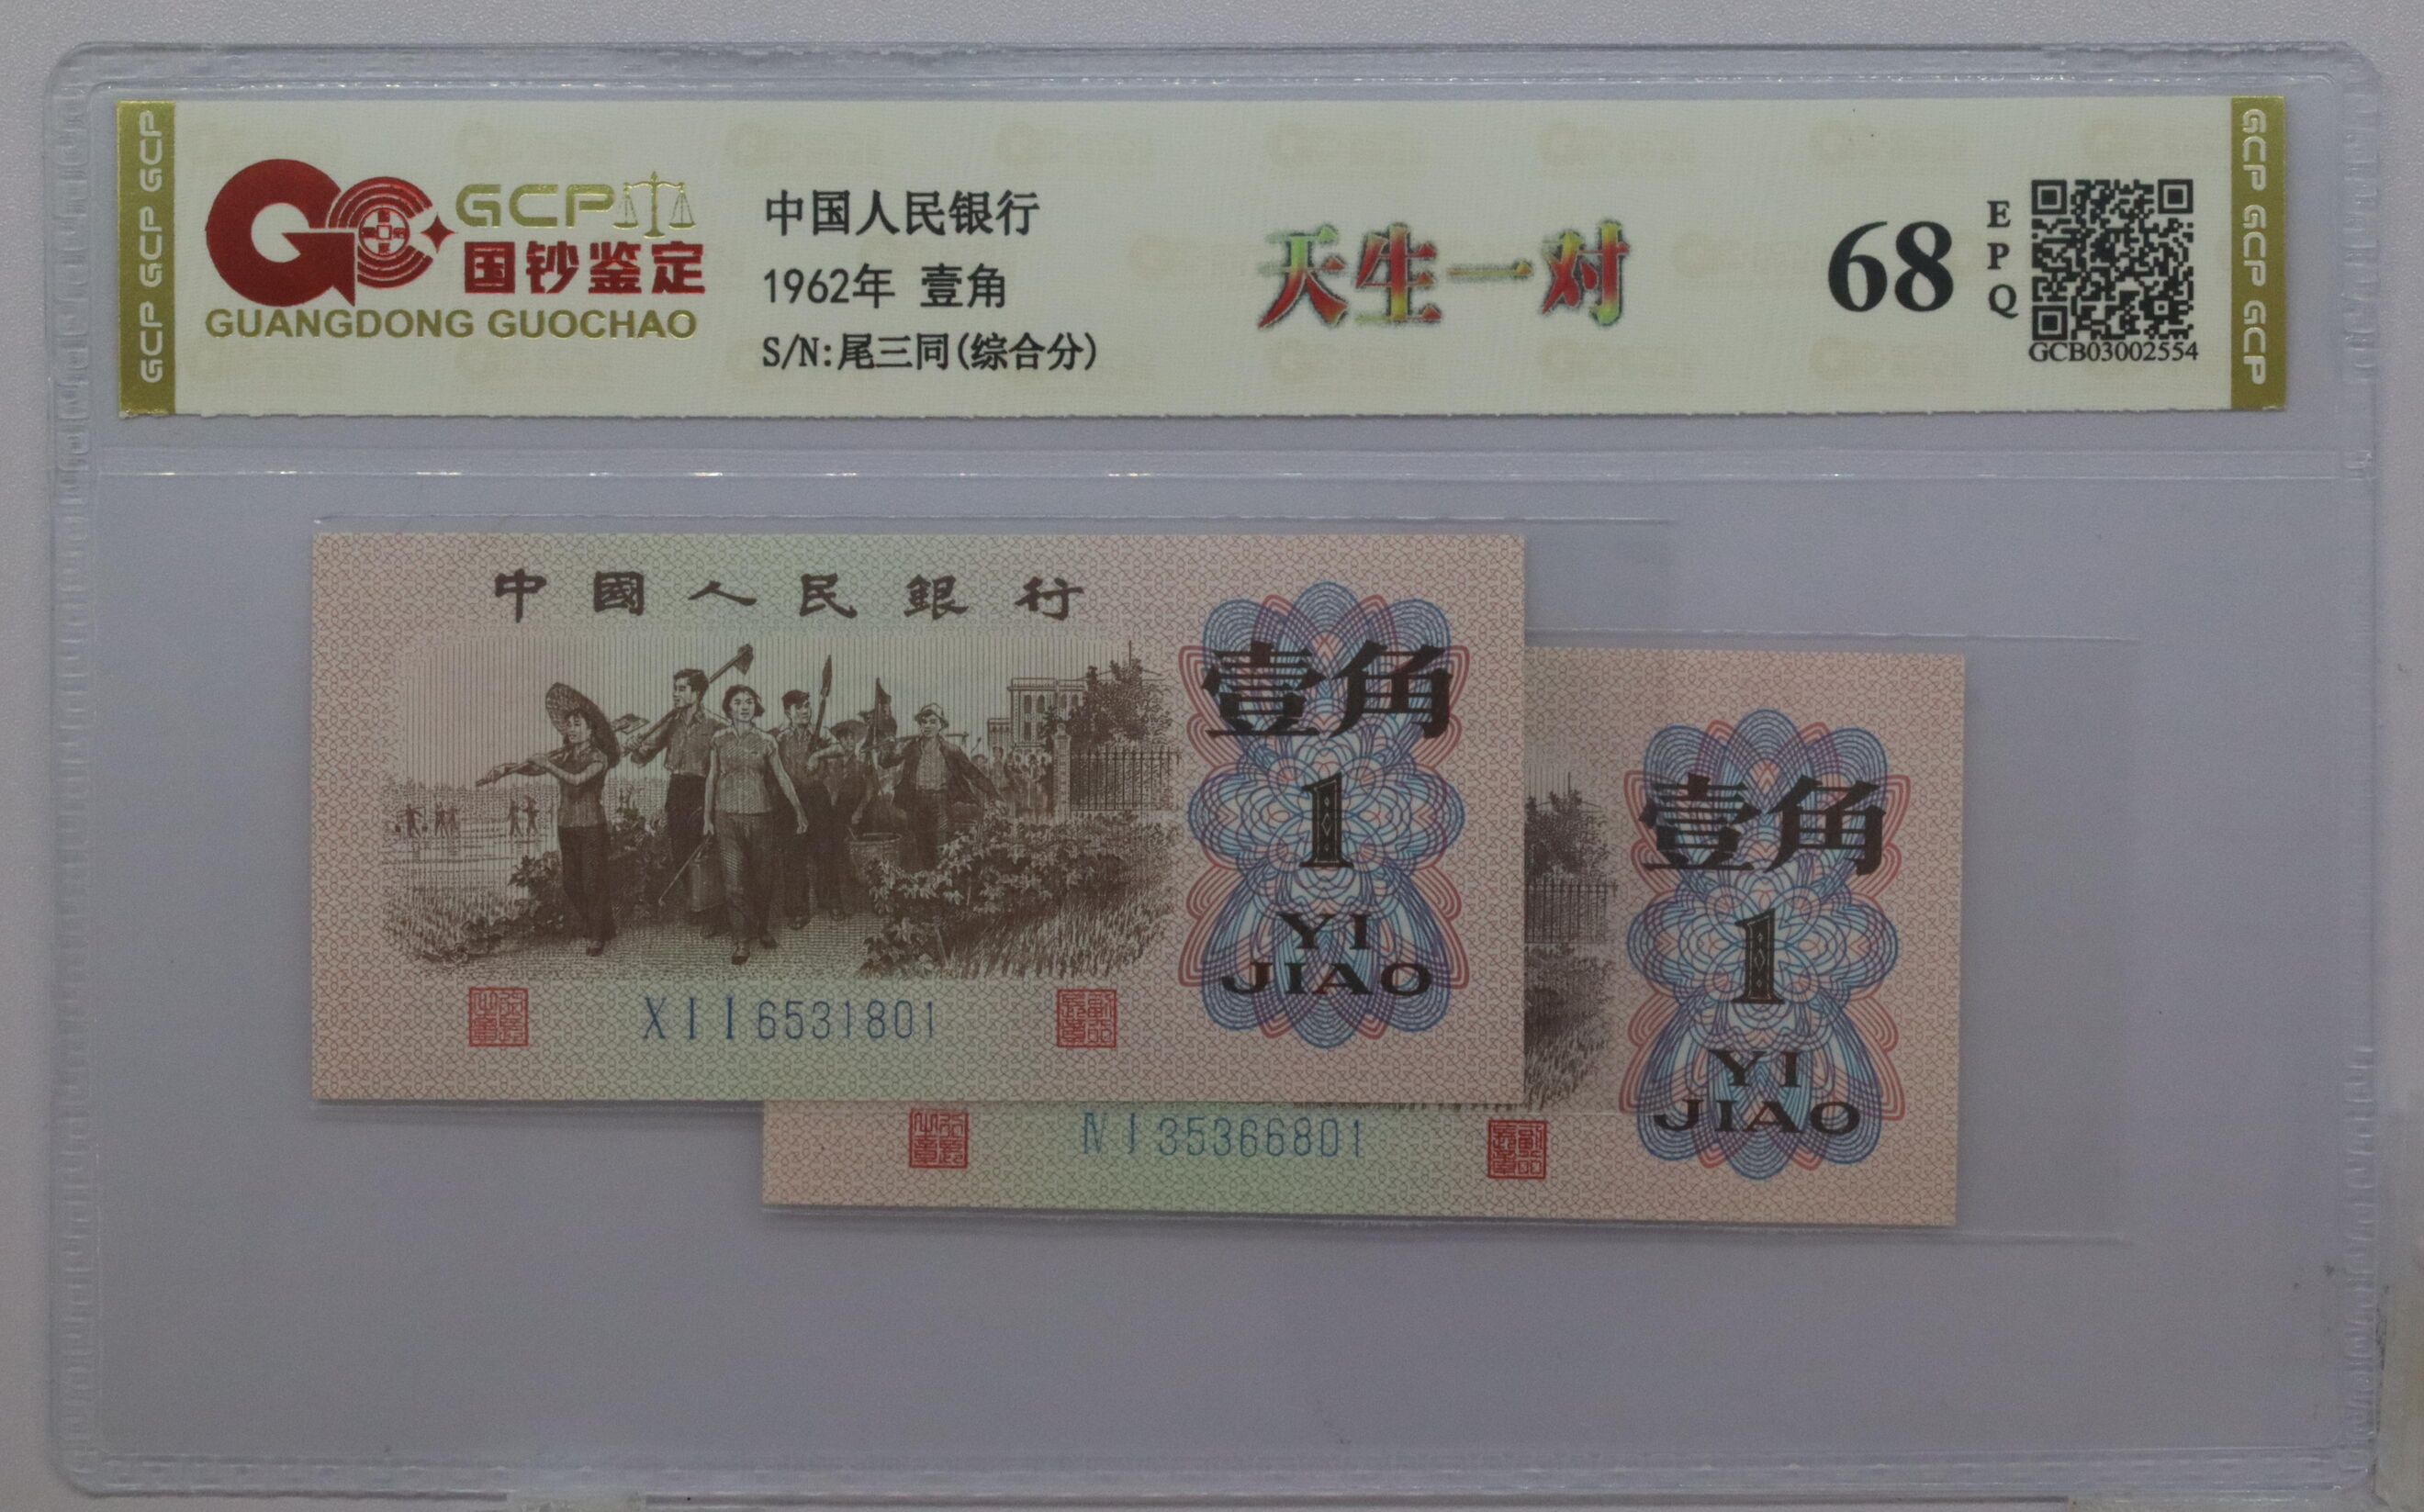 GCP GCP GCP
GCP
国钞鉴定
GUANGDONG GUOCHAO
中国人民银行
1962年 壹角
S/N:尾三同(综合分)
天生一对
68
EPQ
GCB03002554
GCP GCP GCP
中國人民銀行
壹角
1
YI
JIAO
XII6531801
壹角
1
YI
JIAO
35366801